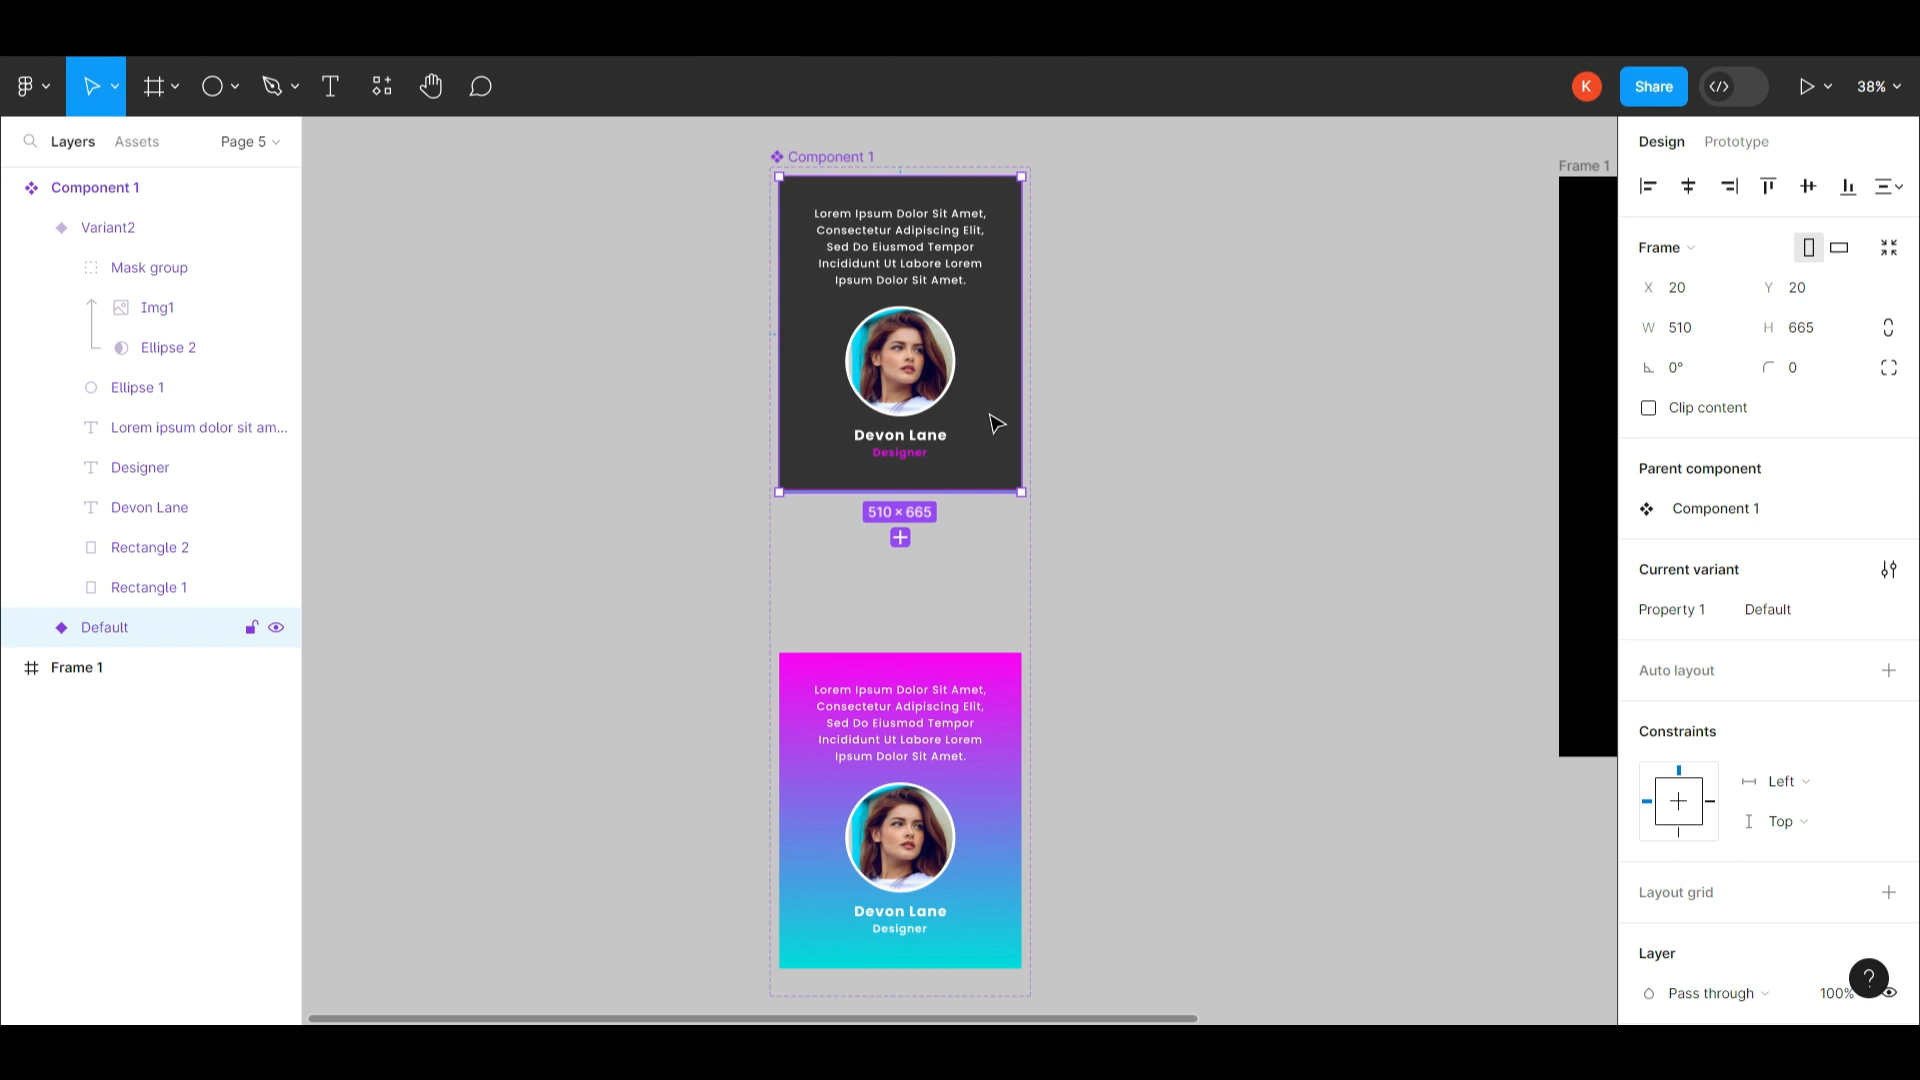 K
Share
38%
Layers
Assets
Page 5
Component 1
Variant2
Mask group
Img1
Ellipse 2
Ellipse 1
Lorem ipsum dolor sit am...
Designer
Devon Lane
Rectangle 2
Rectangle 1
Default
Frame 1
Component 1
Lorem Ipsum Dolor Sit Amet,
Consectetur Adipiscing Elit,
Sed Do Eiusmod Tempor
Incididunt Ut Labore Lorem
Ipsum Dolor Sit Amet.
Devon Lane
Designer
510 × 665
Lorem Ipsum Dolor Sit Amet,
Consectetur Adipiscing Elit,
Sed Do Eiusmod Tempor
Incididunt Ut Labore Lorem
Ipsum Dolor Sit Amet.
Devon Lane
Designer
Frame 1
Design
Prototype
Frame
X 20
Y 20
W 510
H 665
0°
0
Clip content
Parent component
Component 1
Current variant
Property 1
Default
Auto layout
Constraints
Left
Top
Layout grid
Layer
Pass through
100%
?